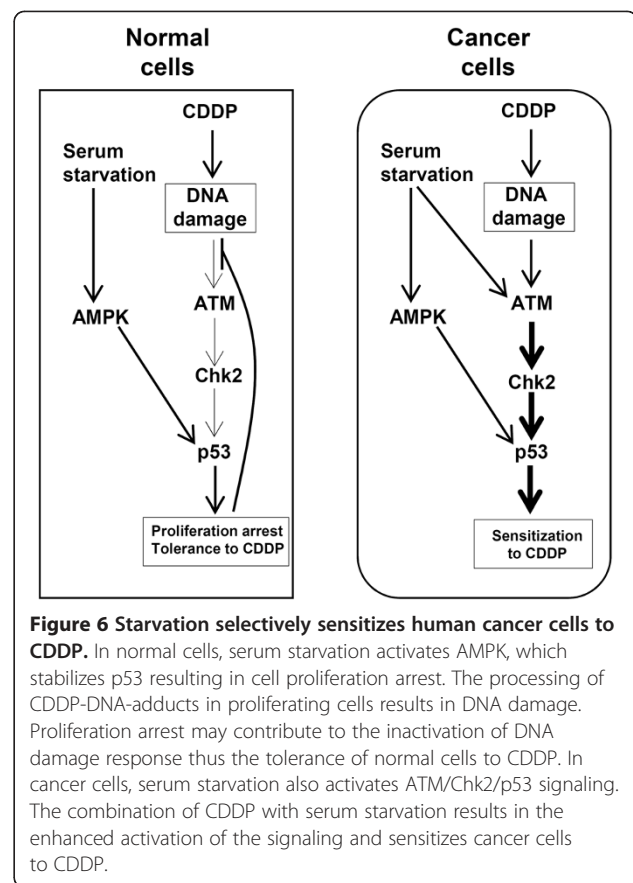 Normal
cells
Cancer
cells
CDDP
Serum
starvation
DNA
damage
ATM
AMPK
Chk2
p53
Proliferation arrest
Tolerance to CDDP
CDDP
Serum
starvation
DNA
damage
ATM
AMPK
Chk2
p53
Sensitization
to CDDP
Figure 6 Starvation selectively sensitizes human cancer cells to
CDDP. In normal cells, serum starvation activates AMPK, which
stabilizes p53 resulting in cell proliferation arrest. The processing of
CDDP-DNA-adducts in proliferating cells results in DNA damage.
Proliferation arrest may contribute to the inactivation of DNA
damage response thus the tolerance of normal cells to CDDP. In
cancer cells, serum starvation also activates ATM/Chk2/p53 signaling.
The combination of CDDP with serum starvation results in the
enhanced activation of the signaling and sensitizes cancer cells
to CDDP.